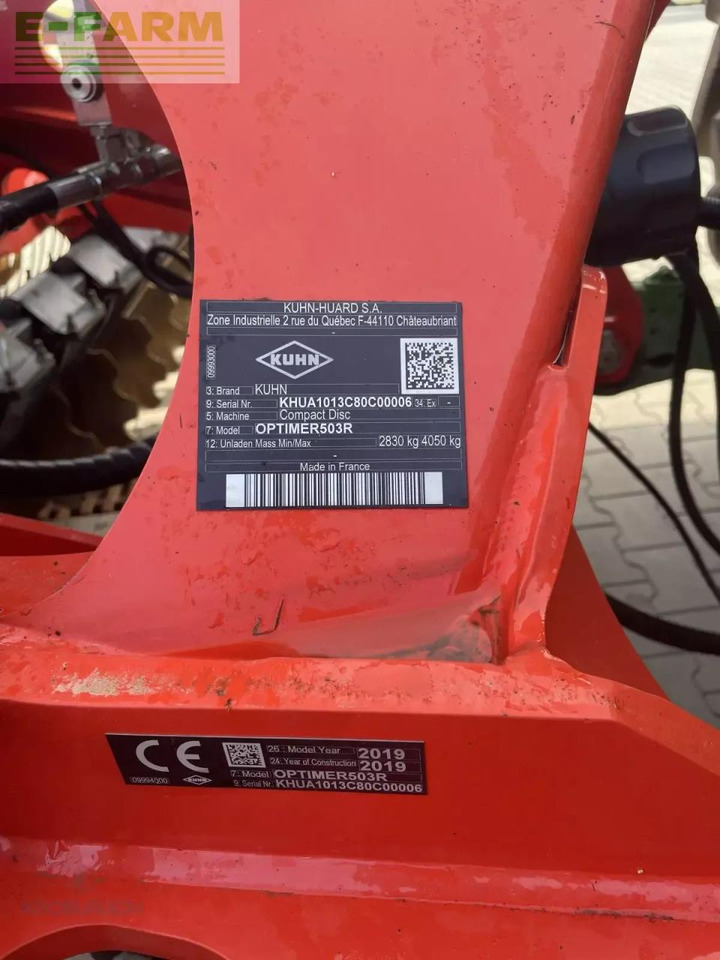 E-FARM
KUHN-HUARD S.A.
Zone Industrielle 2 rue du Québec F-44110 Châteaubriant
09993000
KUHN
3: Brand KUHN
9: Serial Nr. KHUA1013C80C00006 34: Ex -
5: Machine Compact Disc
7: Model OPTIMER503R
12: Unladen Mass Min/Max 2830 kg 4050 kg
-
Made in France
CE
09994300
KUHN
26: Model Year 2019
24: Year of Construction 2019
7: Model OPTIMER503R
9: Serial Nr. KHUA1013C80C00006